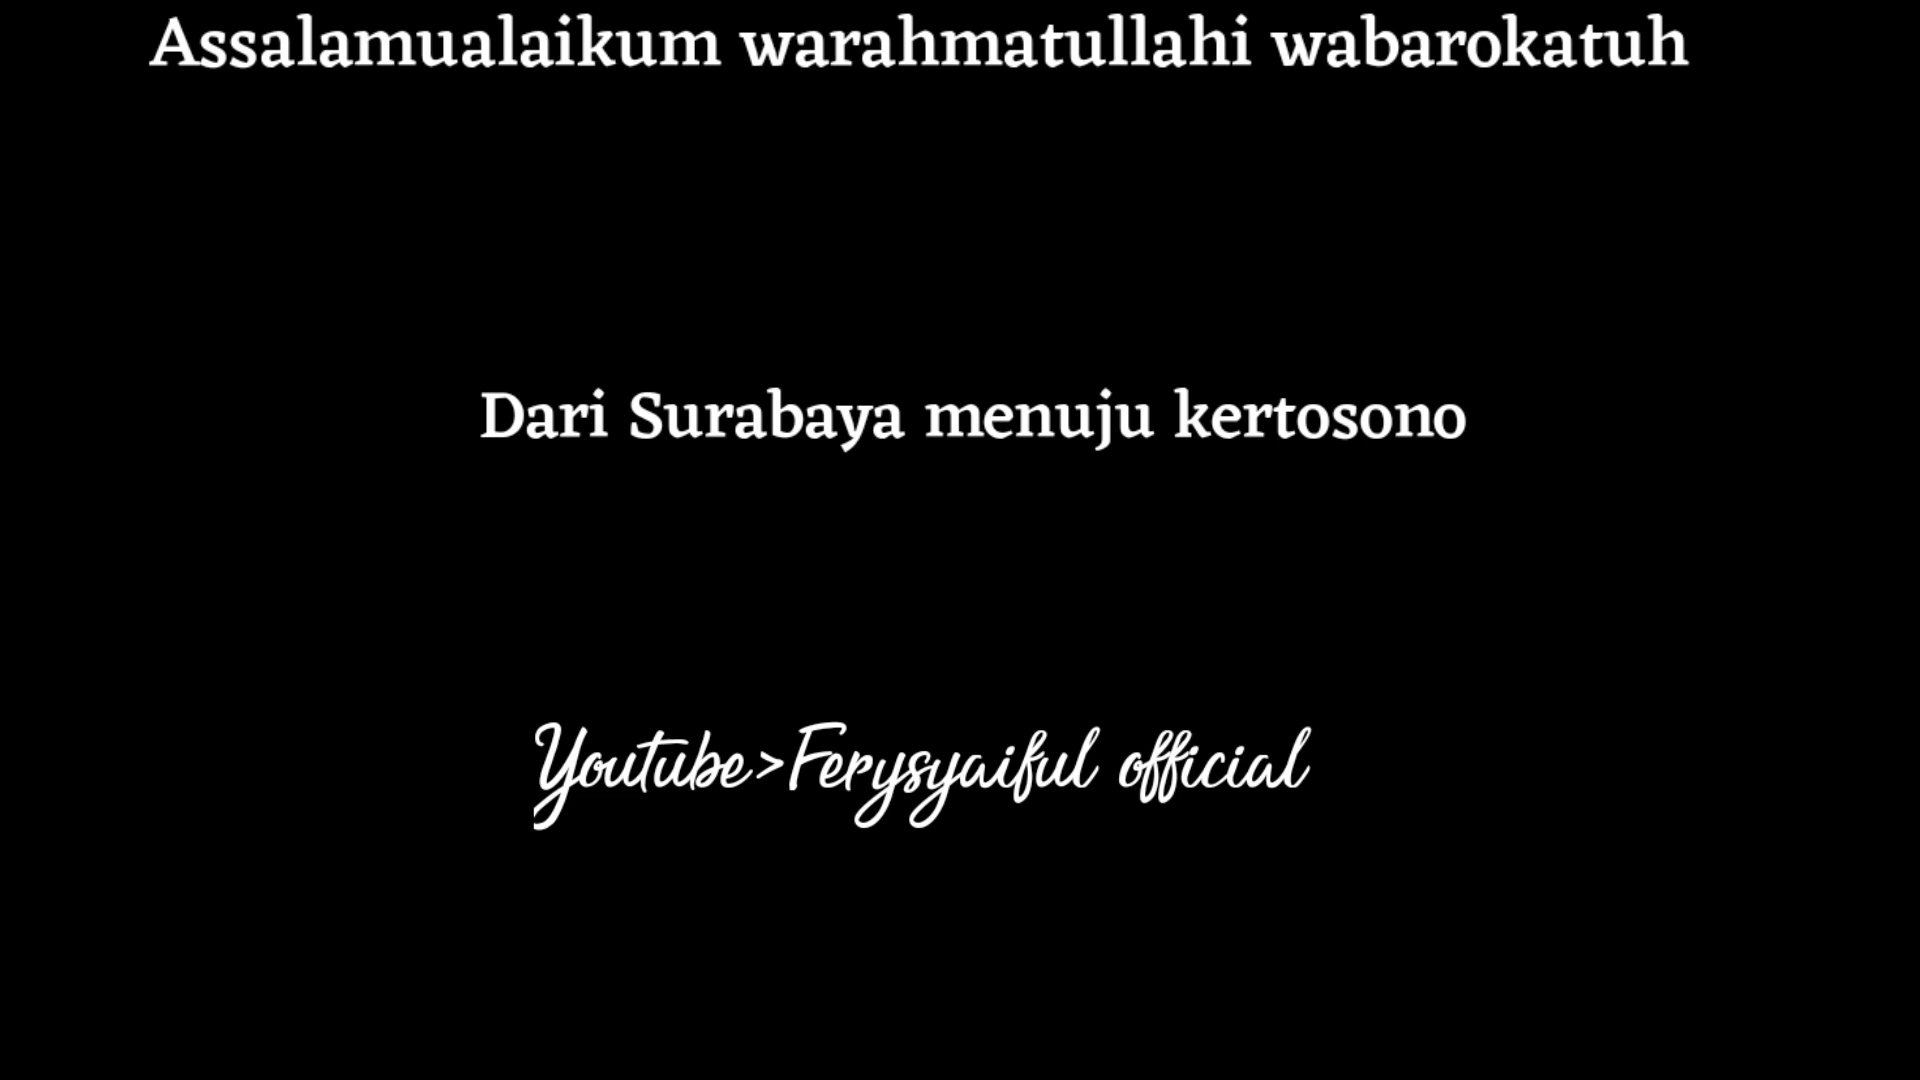 Assalamualaikum warahmatullahi wabarokatuh
Dari Surabaya menuju kertosono
Youtube>Ferysyaiful official